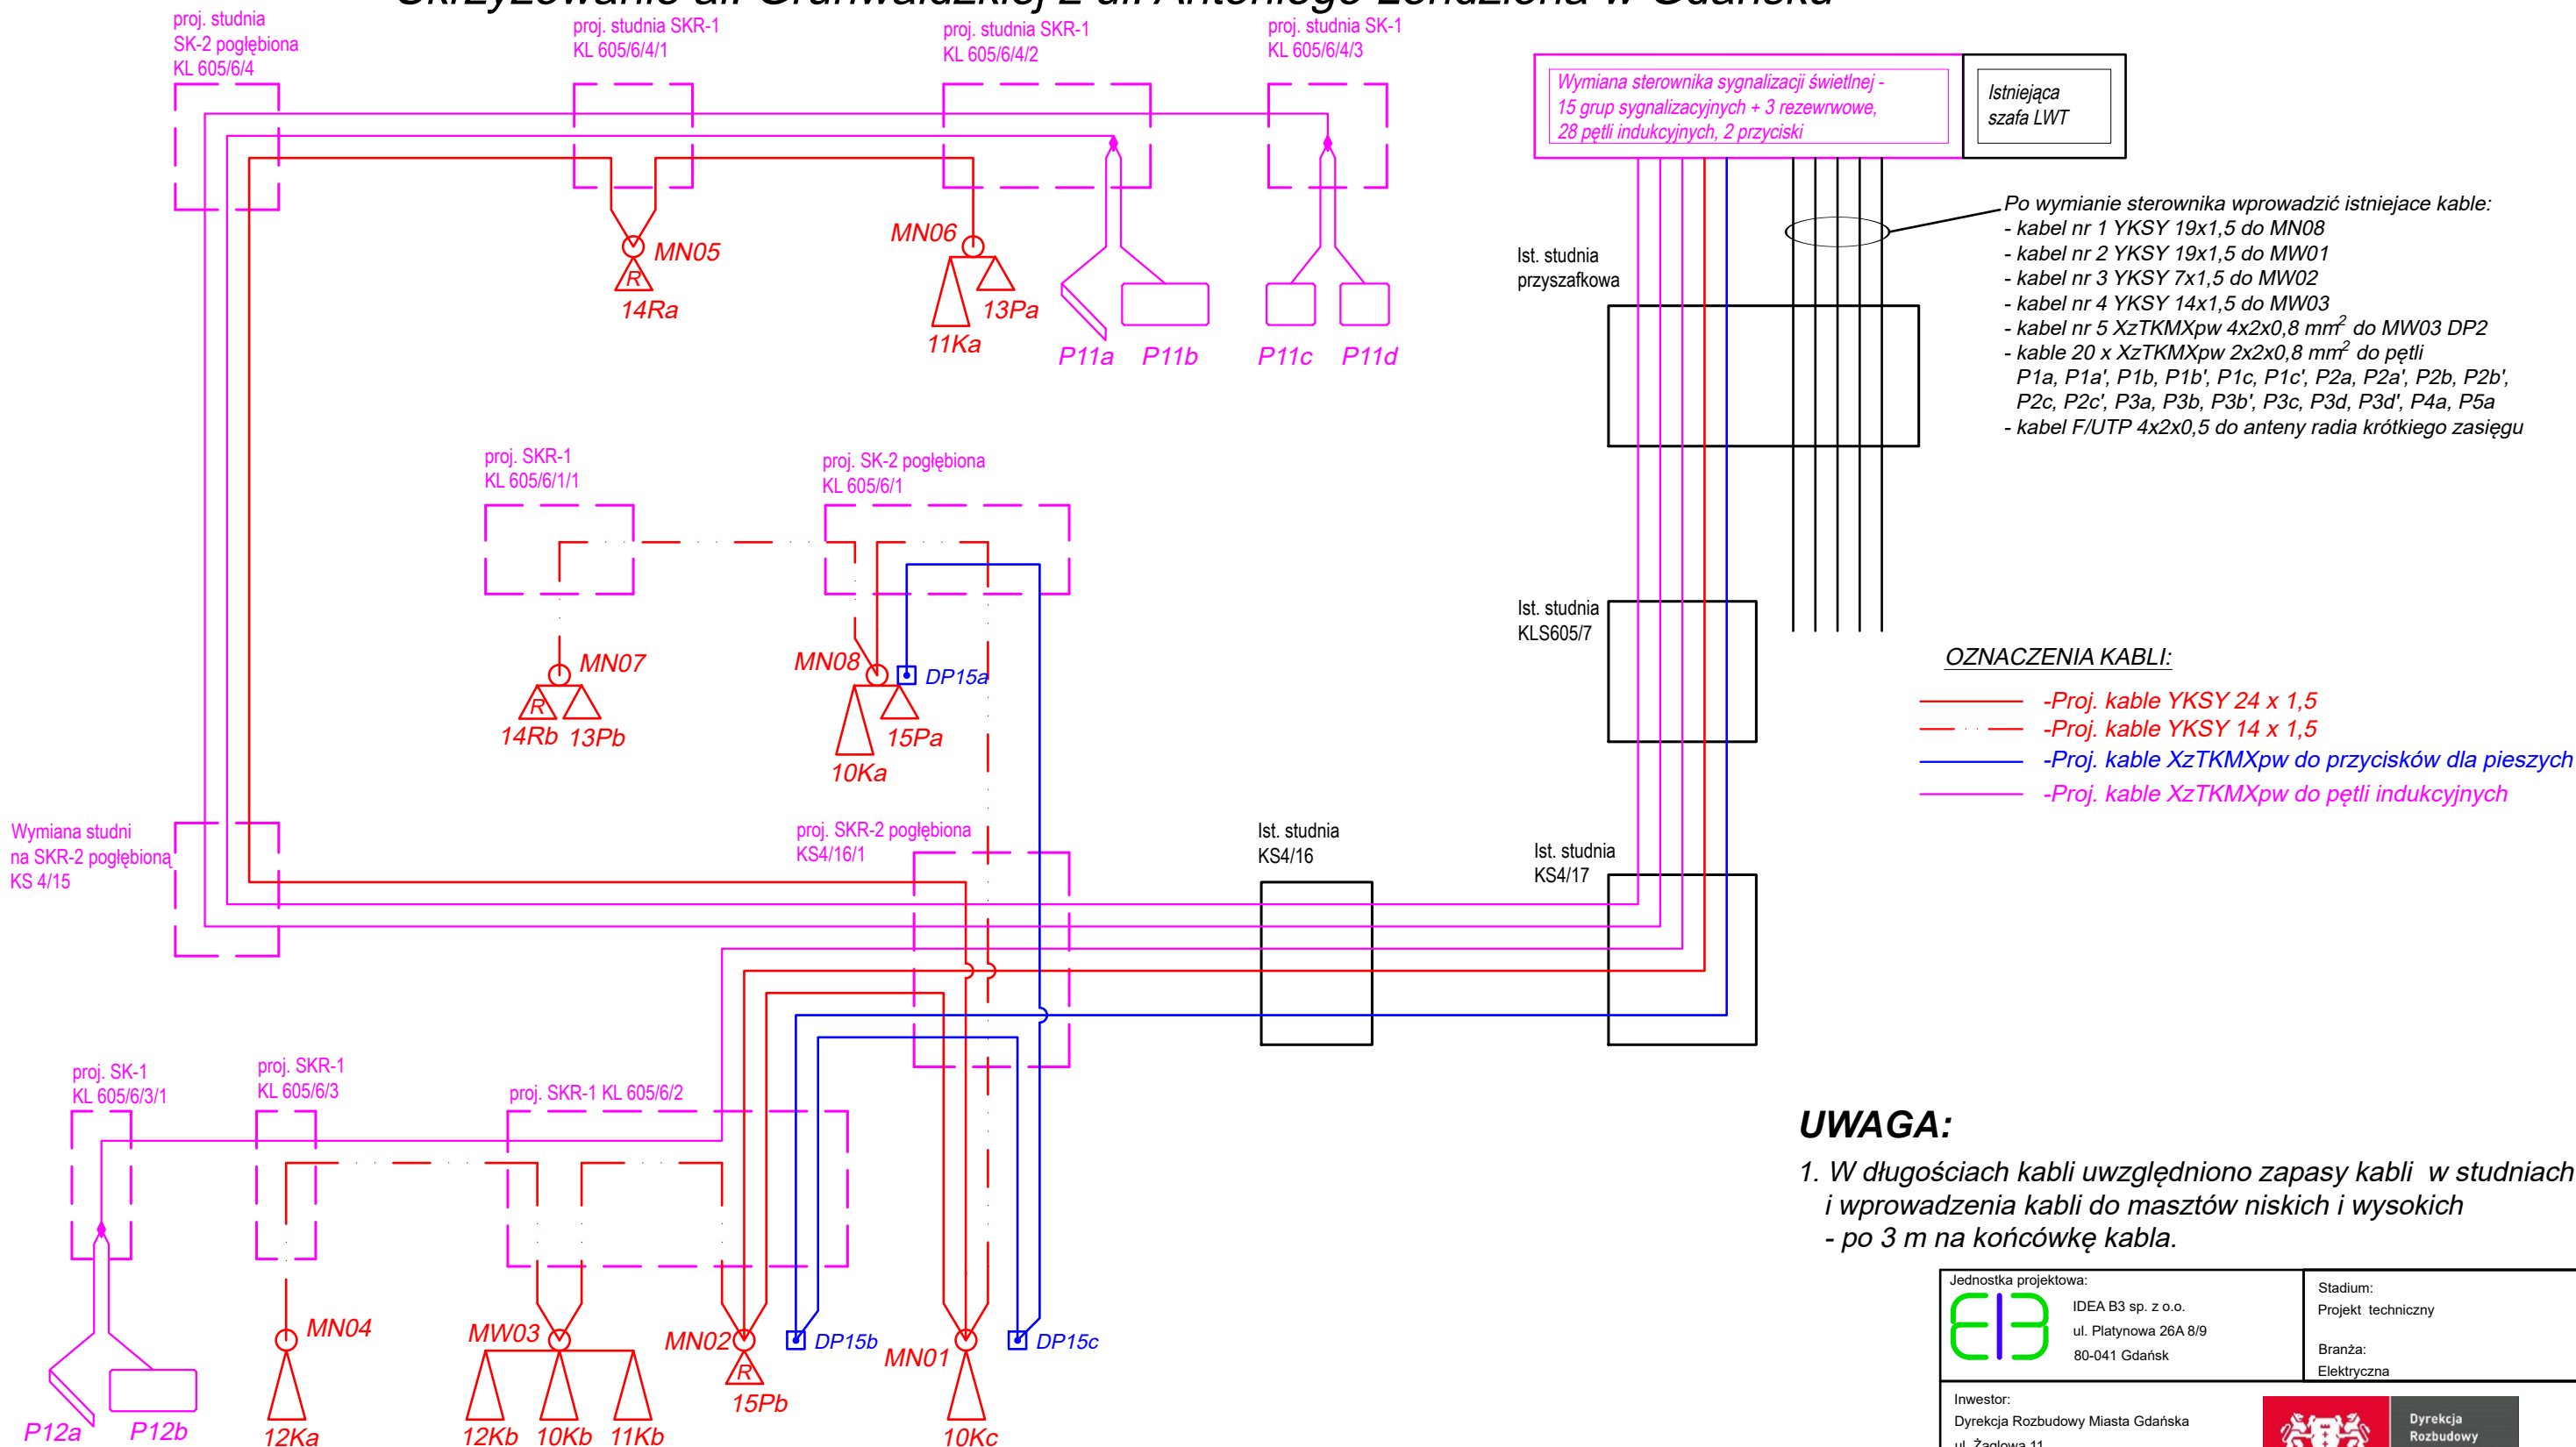 Skrzyżowanie al. Grunwaldzkiej z ul. Antoniego Lendziona w Gdańsku
proj. studnia
SK-2 pogłębiona
KL 605/6/4
proj. studnia SKR-1
KL 605/6/4/1
proj. studnia SKR-1
KL 605/6/4/2
proj. studnia SK-1
KL 605/6/4/3
Wymiana sterownika sygnalizacji świetlnej -
15 grup sygnalizacyjnych + 3 rezewrwowe,
28 pętli indukcyjnych, 2 przyciski
Istniejąca
szafa LWT
Po wymianie sterownika wprowadzić istniejace kable:
- kabel nr 1 YKSY 19x1,5 do MN08
- kabel nr 2 YKSY 19x1,5 do MW01
- kabel nr 3 YKSY 7x1,5 do MW02
- kabel nr 4 YKSY 14x1,5 do MW03
- kabel nr 5 XzTKMXpw 4x2x0,8 mm² do MW03 DP2
- kable 20 x XzTKMXpw 2x2x0,8 mm² do pętli
P1a, P1a', P1b, P1b', P1c, P1c', P2a, P2a', P2b, P2b',
P2c, P2c', P3a, P3b, P3b', P3c, P3d, P3d', P4a, P5a
- kabel F/UTP 4x2x0,5 do anteny radia krótkiego zasięgu
Ist. studnia
przyszafkowa
MN05
R
14Ra
MN06
11Ka
13Pa
P11a
P11b
P11c
P11d
proj. SKR-1
KL 605/6/1/1
proj. SK-2 pogłębiona
KL 605/6/1
MN07
R
14Rb
13Pb
MN08
DP15a
10Ka
15Pa
Ist. studnia
KLS605/7
OZNACZENIA KABLI:
-Proj. kable YKSY 24 x 1,5
-Proj. kable YKSY 14 x 1,5
-Proj. kable XzTKMXpw do przycisków dla pieszych
-Proj. kable XzTKMXpw do pętli indukcyjnych
Wymiana studni
na SKR-2 pogłębioną
KS 4/15
proj. SKR-2 pogłębiona
KS4/16/1
Ist. studnia
KS4/16
Ist. studnia
KS4/17
proj. SK-1
KL 605/6/3/1
proj. SKR-1
KL 605/6/3
proj. SKR-1 KL 605/6/2
MN04
MW03
MN02
DP15b
MN01
DP15c
R
P12a
P12b
12Ka
12Kb
10Kb
11Kb
15Pb
10Kc
UWAGA:
1. W długościach kabli uwzględniono zapasy kabli w studniach
i wprowadzenia kabli do masztów niskich i wysokich
- po 3 m na końcówkę kabla.
Jednostka projektowa:
IDEA B3 sp. z o.o.
ul. Platynowa 26A 8/9
80-041 Gdańsk
Stadium:
Projekt techniczny
Branża:
Elektryczna
Inwestor:
Dyrekcja Rozbudowy Miasta Gdańska
ul. Żaglowa 11
Dyrekcja
Rozbudowy